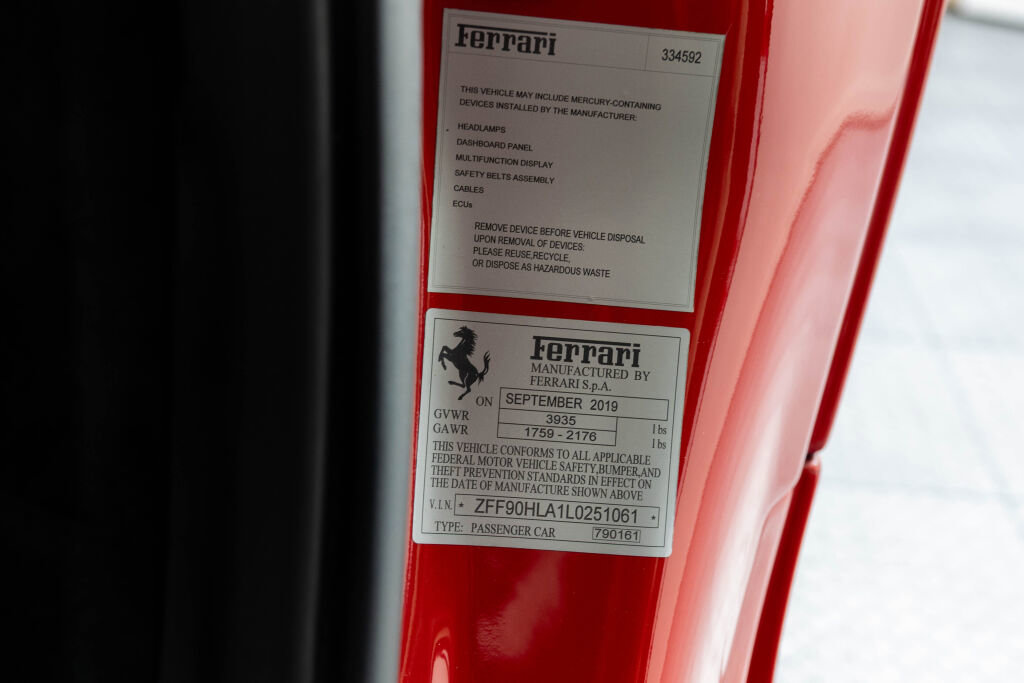 Ferrari
334592
THIS VEHICLE MAY INCLUDE MERCURY-CONTAINING
DEVICES INSTALLED BY THE MANUFACTURER:
HEADLAMPS
DASHBOARD PANEL
MULTIFUNCTION DISPLAY
SAFETY BELTS ASSEMBLY
CABLES
ECUs
REMOVE DEVICE BEFORE VEHICLE DISPOSAL
UPON REMOVAL OF DEVICES:
PLEASE REUSE,RECYCLE,
OR DISPOSE AS HAZARDOUS WASTE
Ferrari
MANUFACTURED BY
FERRARI S.p.A.
ON SEPTEMBER 2019
GVWR 3935 lbs
GAWR 1759 - 2176 lbs
THIS VEHICLE CONFORMS TO ALL APPLICABLE
FEDERAL MOTOR VEHICLE SAFETY,BUMPER,AND
THEFT PREVENTION STANDARDS IN EFFECT ON
THE DATE OF MANUFACTURE SHOWN ABOVE
V.I.N. * ZFF90HLA1L0251061 *
TYPE: PASSENGER CAR 790161